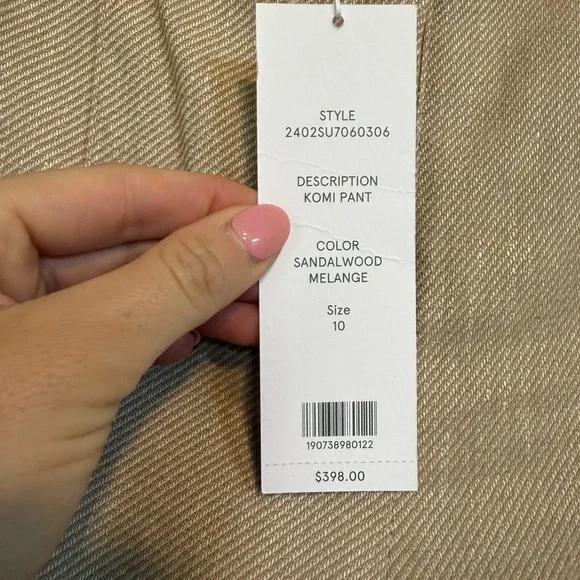 STYLE
2402SU7060306
DESCRIPTION
KOMI PANT
COLOR
SANDALWOOD
MELANGE
Size
10
190738980122
$398.00